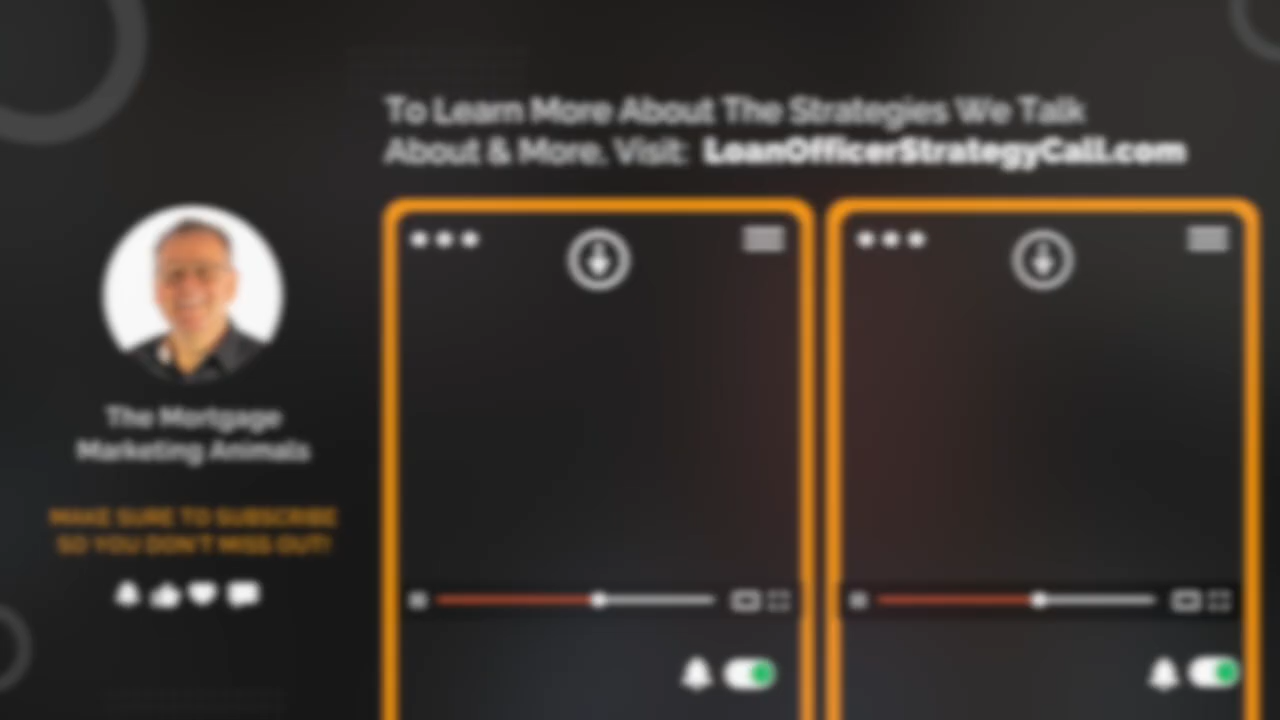 To Learn More About The Strategies We Talk
About & More, Visit: LoanOfficerStrategyCall.com
The Mortgage
Marketing Animals
MAKE SURE TO SUBSCRIBE
SO YOU DON'T MISS OUT!